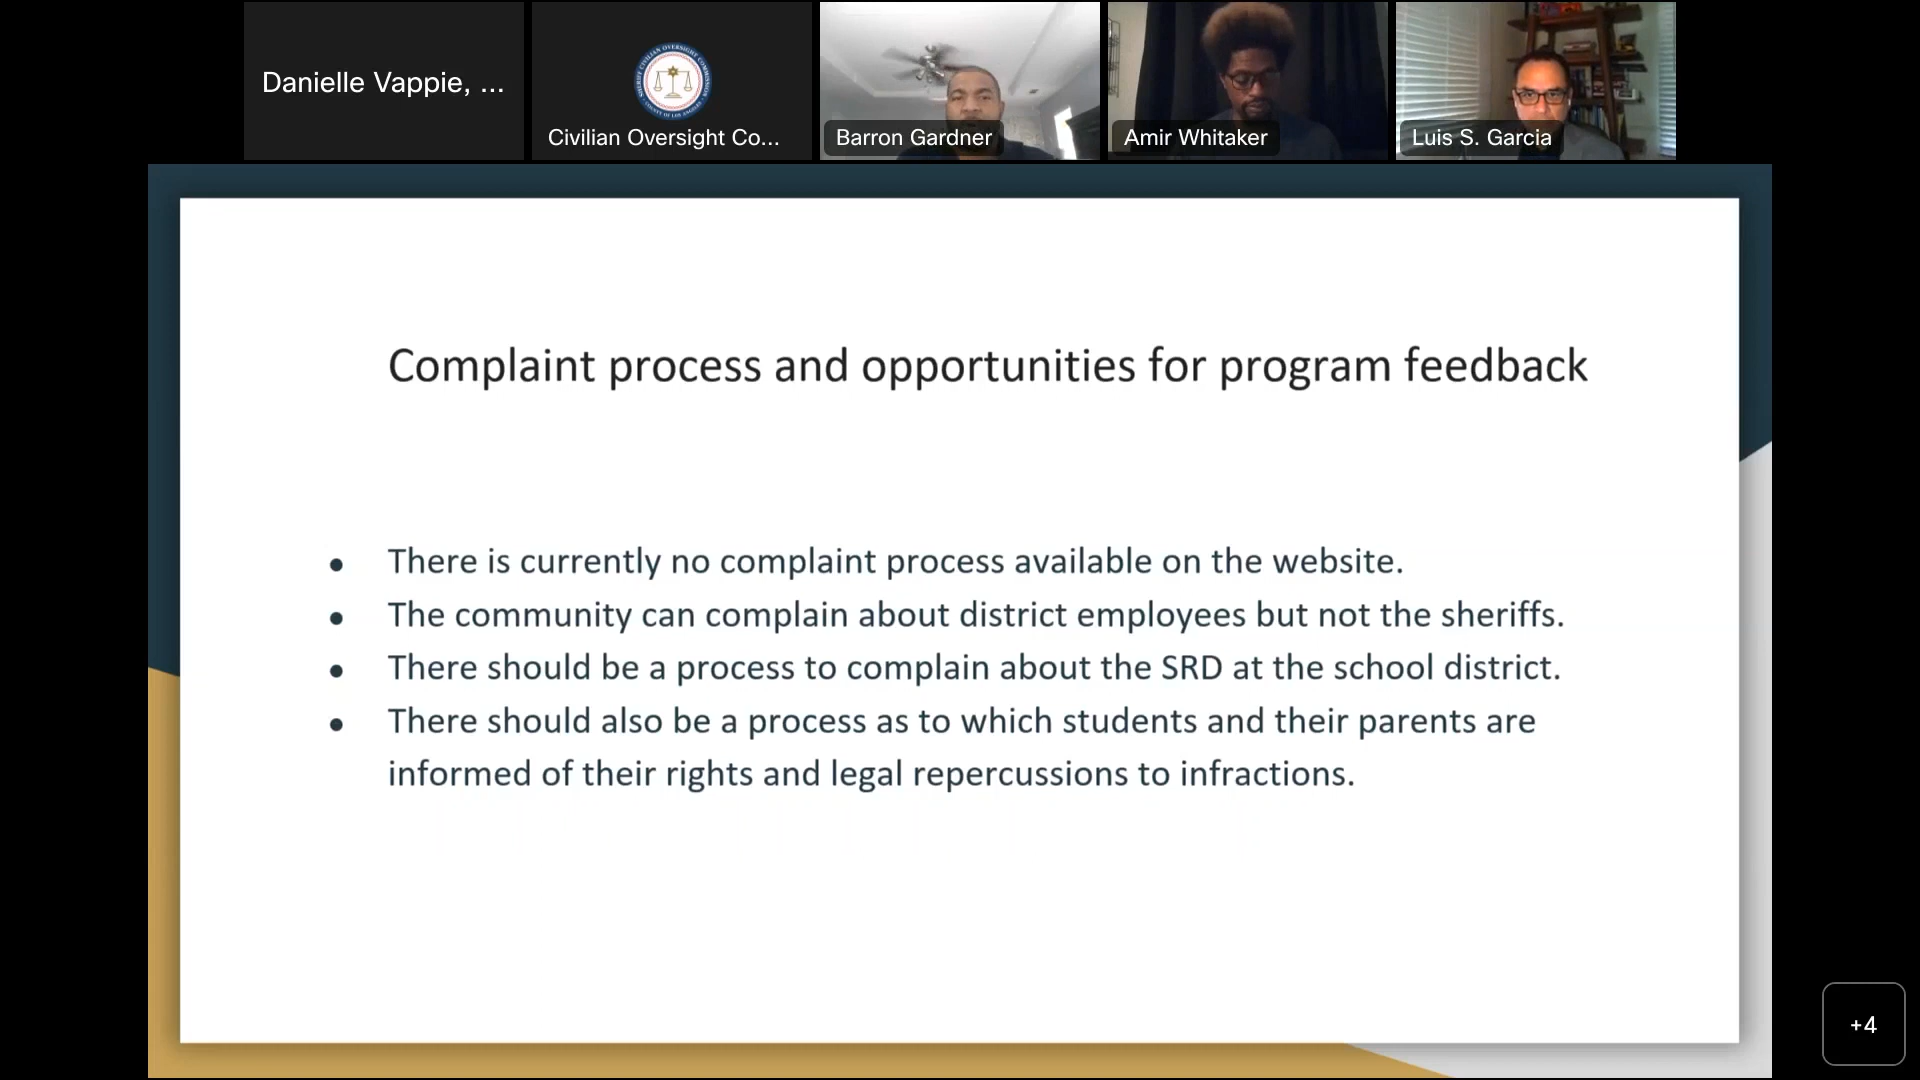 Danielle Vappie, ...
Civilian Oversight Co...
Barron Gardner
Amir Whitaker
Luis S. Garcia
Complaint process and opportunities for program feedback
There is currently no complaint process available on the website.
The community can complain about district employees but not the sheriffs.
There should be a process to complain about the SRD at the school district.
There should also be a process as to which students and their parents are
informed of their rights and legal repercussions to infractions.
+4